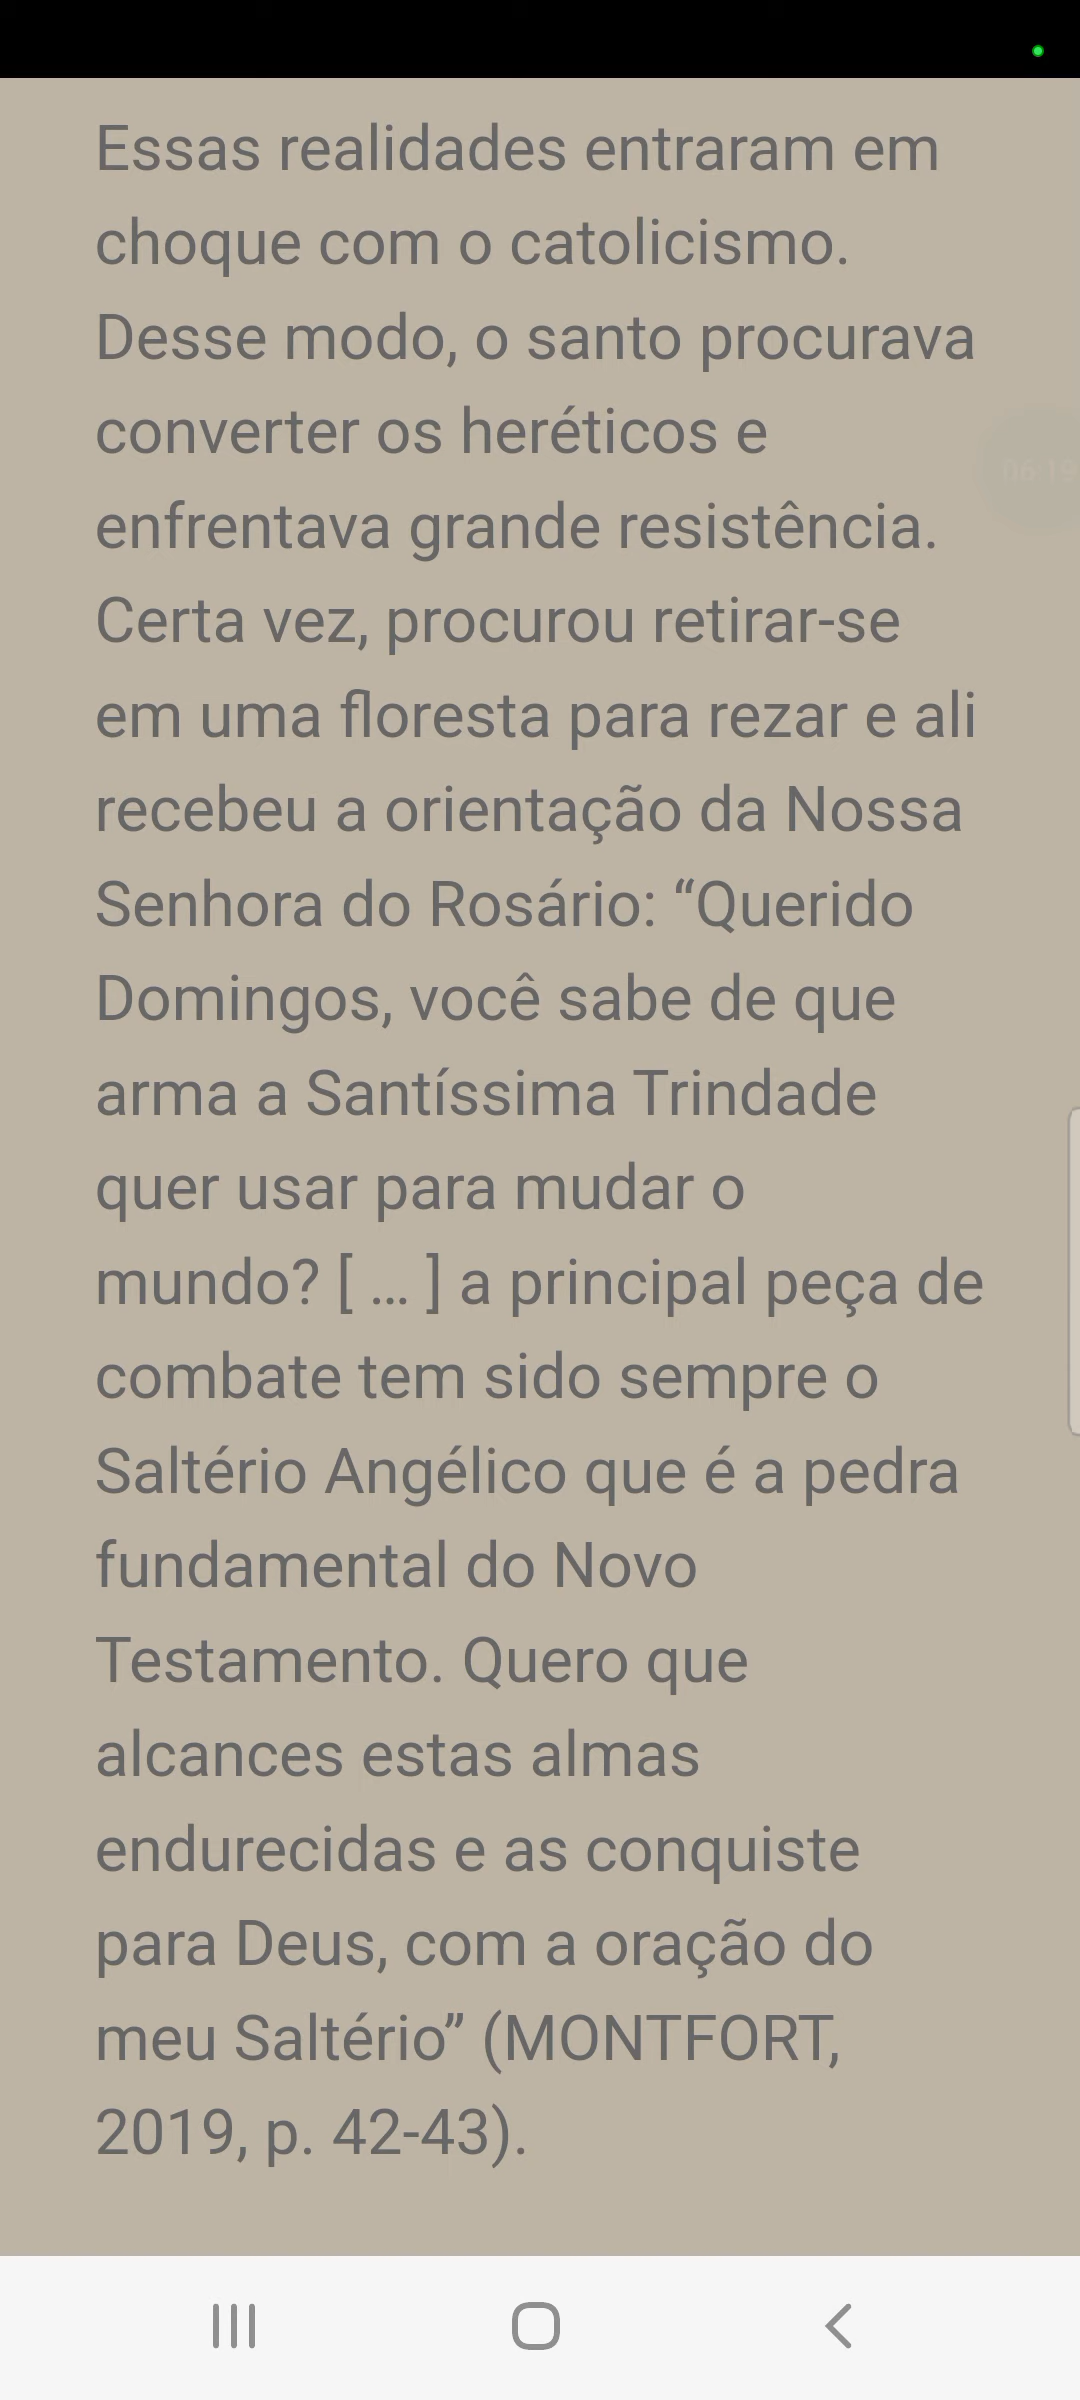 Essas realidades entraram em
choque com o catolicismo.
Desse modo, o santo procurava
converter os heréticos e
06:19
enfrentava grande resistência.
Certa vez, procurou retirar-se
em uma floresta para rezar e ali
recebeu a orientação da Nossa
Senhora do Rosário: “Querido
Domingos, você sabe de que
arma a Santíssima Trindade
quer usar para mudar o
mundo? [ … ] a principal peça de
combate tem sido sempre o
Saltério Angélico que é a pedra
fundamental do Novo
Testamento. Quero que
alcances estas almas
endurecidas e as conquiste
para Deus, com a oração do
meu Saltério” (MONTFORT,
2019, p. 42-43).